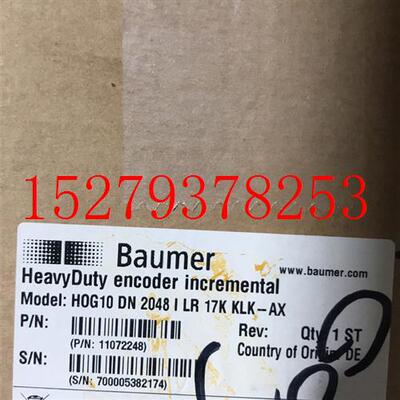 15279378253
Baumer
www.baumer.com
HeavyDuty encoder incremental
Model: HOG10 DN 2048 I LR 17K KLK-AX
P/N:
Rev:
Qty 1 ST
(P/N: 11072248)
Country of Origin: DE
S/N:
(S/N: 700005382174)